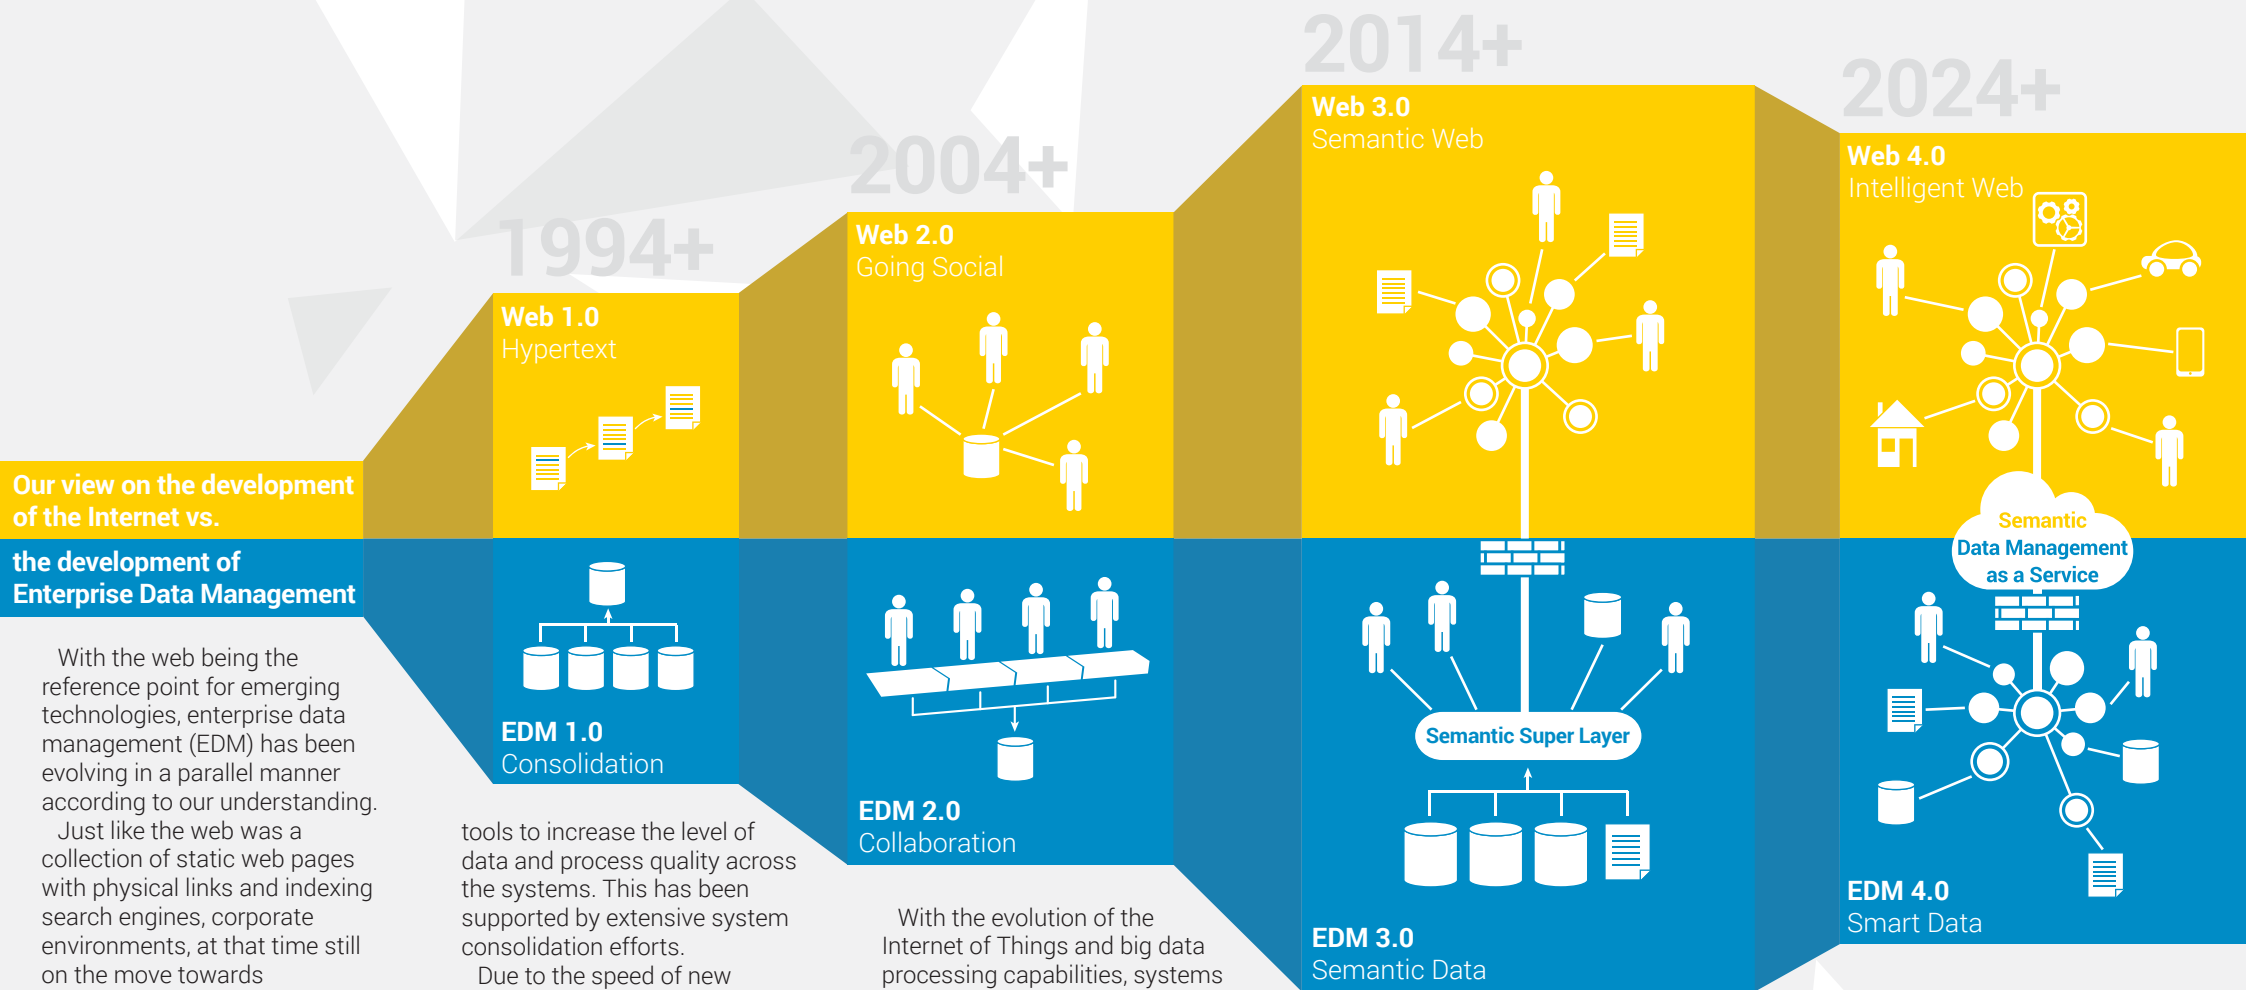 Our view on the development
of the Internet vs.
the development of
Enterprise Data Management
With the web being the
reference point for emerging
technologies, enterprise data
management (EDM) has been
evolving in a parallel manner
according to our understanding.
Just like the web was a
collection of static web pages
with physical links and indexing
search engines, corporate
environments, at that time still
on the move towards
1994+
Web 1.0
Hypertext
EDM 1.0
Consolidation
tools to increase the level of
data and process quality across
the systems. This has been
supported by extensive system
consolidation efforts.
Due to the speed of new
2004+
Web 2.0
Going Social
EDM 2.0
Collaboration
With the evolution of the
Internet of Things and big data
processing capabilities, systems
2014+
Web 3.0
Semantic Web
Semantic Super Layer
EDM 3.0
Semantic Data
2024+
Web 4.0
Intelligent Web
Semantic
Data Management
as a Service
EDM 4.0
Smart Data